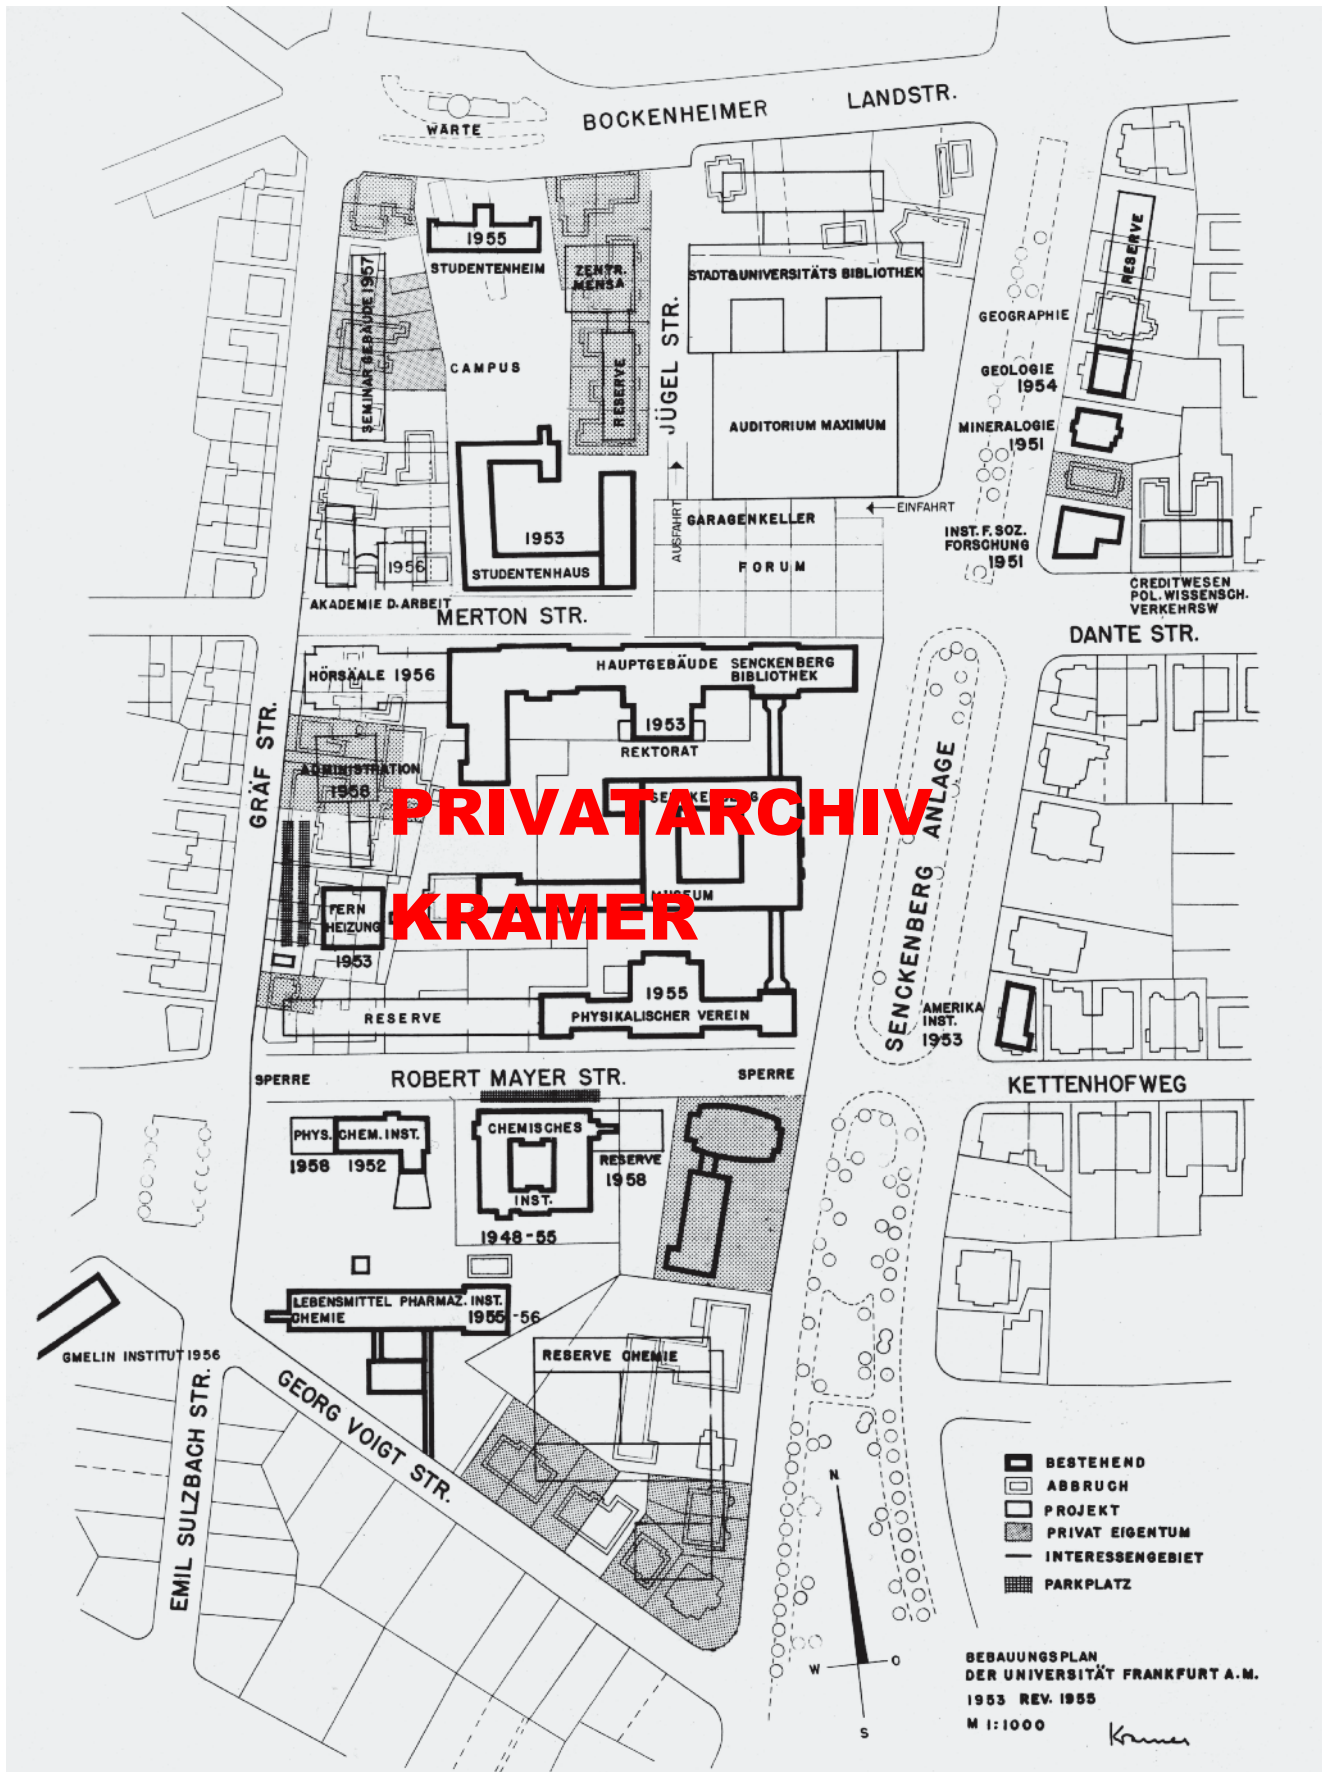 BOCKENHEIMER LANDSTR.
WARTE
1955
STUDENTENHEIM
ZENTR.
MENSA
STADT&UNIVERSITÄTS BIBLIOTHEK
RESERVE
SEMINAR GEBÄUDE 1957
JÜGEL STR.
GEOGRAPHIE
CAMPUS
RESERVE
GEOLOGIE
1954
AUDITORIUM MAXIMUM
MINERALOGIE
1951
AUSFAHRT
EINFAHRT
GARAGENKELLER
FORUM
INST. F. SOZ.
FORSCHUNG
1951
1953
STUDENTENHAUS
1956
AKADEMIE D. ARBEIT
CREDITWESEN
POL. WISSENSCH.
VERKEHRSW
MERTON STR.
DANTE STR.
HÖRSÄALE 1956
HAUPTGEBÄUDE
SENCKENBERG
BIBLIOTHEK
1953
REKTORAT
GRÄF STR.
ADMINISTRATION
1958
SENCKENBERG
MUSEUM
PRIVATARCHIV
KRAMER
SENCKENBERG ANLAGE
FERN
HEIZUNG
1953
1955
PHYSIKALISCHER VEREIN
RESERVE
AMERIKA
INST.
1953
SPERRE
ROBERT MAYER STR.
SPERRE
KETTENHOFWEG
PHYS. CHEM. INST.
1958 1952
CHEMISCHES
INST.
1948-55
RESERVE
1958
LEBENSMITTEL PHARMAZ. INST.
CHEMIE 1955-56
GMELIN INSTITUT 1956
RESERVE CHEMIE
GEORG VOIGT STR.
EMIL SULZBACH STR.
BESTEHEND
ABBRUCH
PROJEKT
PRIVAT EIGENTUM
INTERESSENGEBIET
PARKPLATZ
N
W
O
S
BEBAUUNGSPLAN
DER UNIVERSITÄT FRANKFURT A.M.
1953 REV. 1955
M 1:1000
Kramer